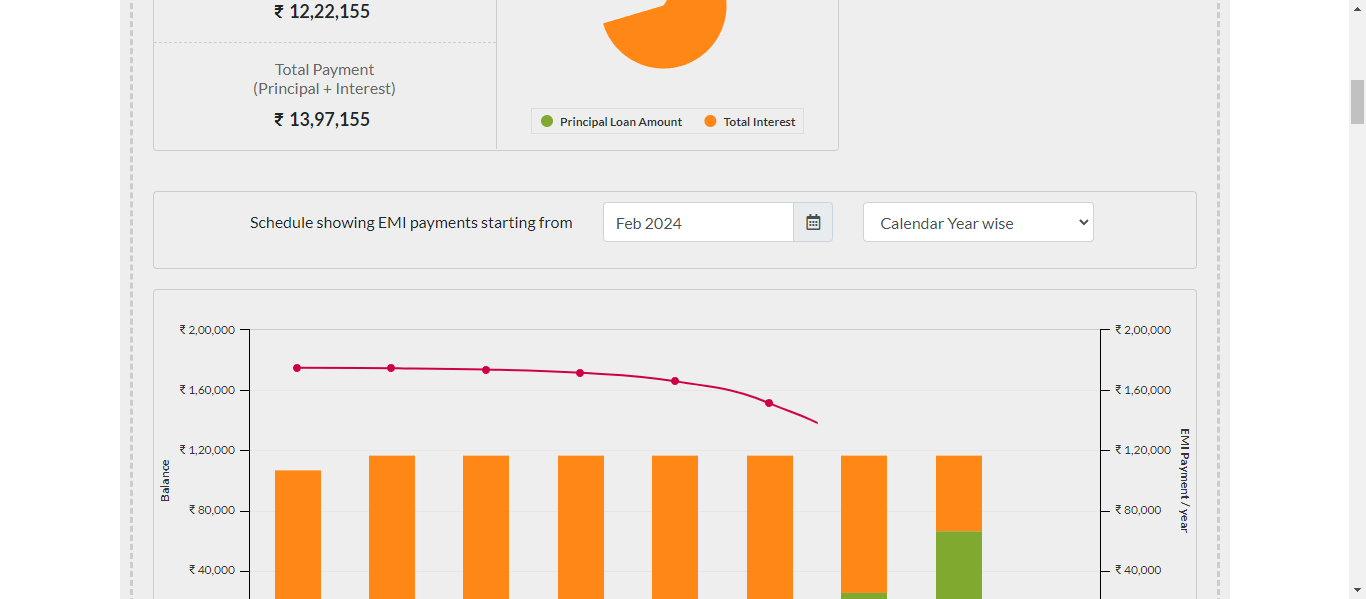 ₹ 12,22,155
Total Payment
(Principal + Interest)
₹ 13,97,155
Principal Loan Amount
Total Interest
Schedule showing EMI payments starting from
Feb 2024
Calendar Year wise
₹ 2,00,000
₹ 1,60,000
₹ 1,20,000
₹ 80,000
₹ 40,000
Balance
₹ 2,00,000
₹ 1,60,000
₹ 1,20,000
₹ 80,000
₹ 40,000
EMI Payment / year